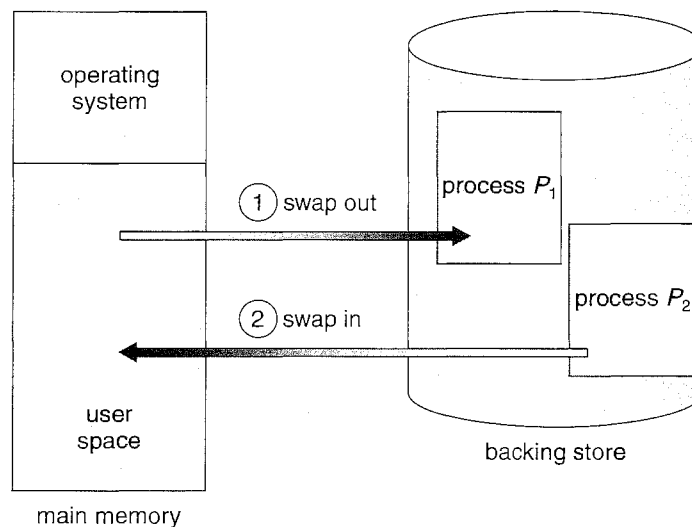 operating
system
process P₁
1 swap out
process P₂
2 swap in
user
space
backing store
main memory